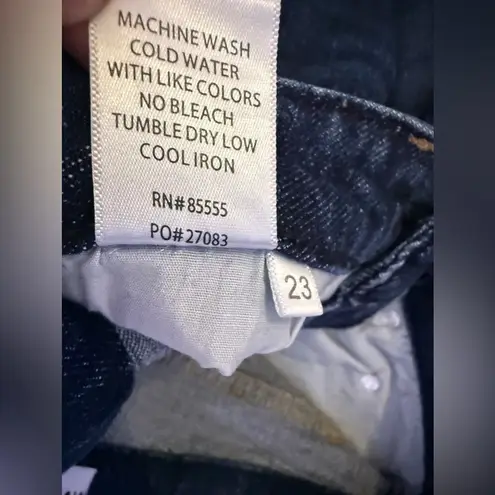 MACHINE WASH
COLD WATER
WITH LIKE COLORS
NO BLEACH
TUMBLE DRY LOW
COOL IRON
RN#85555
PO#27083
23